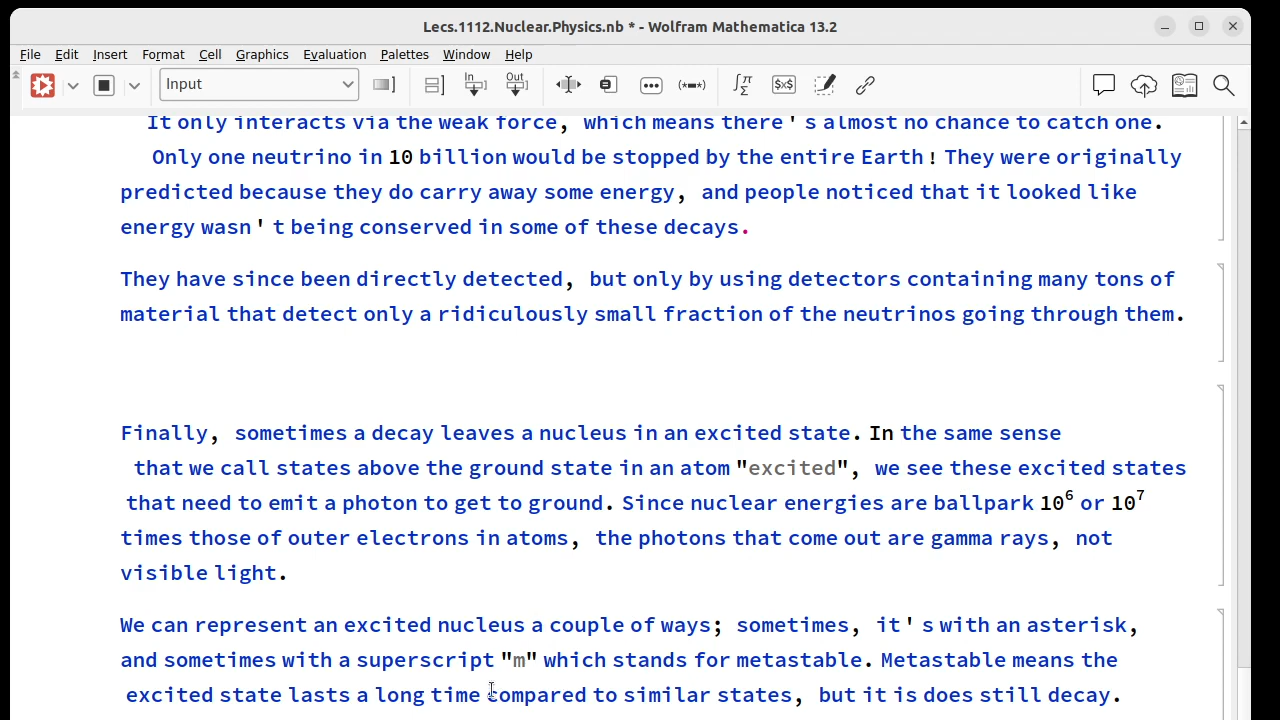 Lecs.1112.Nuclear.Physics.nb * - Wolfram Mathematica 13.2
File Edit Insert Format Cell Graphics Evaluation Palettes Window Help
Input In Out
It only interacts via the weak force, which means there's almost no chance to catch one.
Only one neutrino in 10 billion would be stopped by the entire Earth! They were originally
predicted because they do carry away some energy, and people noticed that it looked like
energy wasn't being conserved in some of these decays.
They have since been directly detected, but only by using detectors containing many tons of
material that detect only a ridiculously small fraction of the neutrinos going through them.
Finally, sometimes a decay leaves a nucleus in an excited state. In the same sense
that we call states above the ground state in an atom "excited", we see these excited states
that need to emit a photon to get to ground. Since nuclear energies are ballpark 10⁶ or 10⁷
times those of outer electrons in atoms, the photons that come out are gamma rays, not
visible light.
We can represent an excited nucleus a couple of ways; sometimes, it's with an asterisk,
and sometimes with a superscript "m" which stands for metastable. Metastable means the
excited state lasts a long time compared to similar states, but it is does still decay.